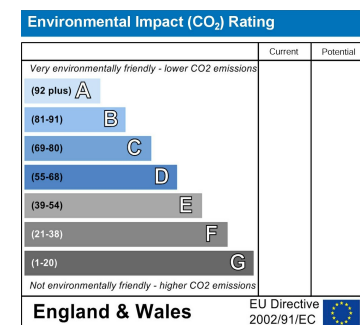 Environmental Impact (CO₂) Rating
Current Potential
Very environmentally friendly - lower CO2 emissions
(92 plus) A
(81-91) B
(69-80) C
(55-68) D
(39-54) E
(21-38) F
(1-20) G
Not environmentally friendly - higher CO2 emissions
England & Wales
EU Directive
2002/91/EC